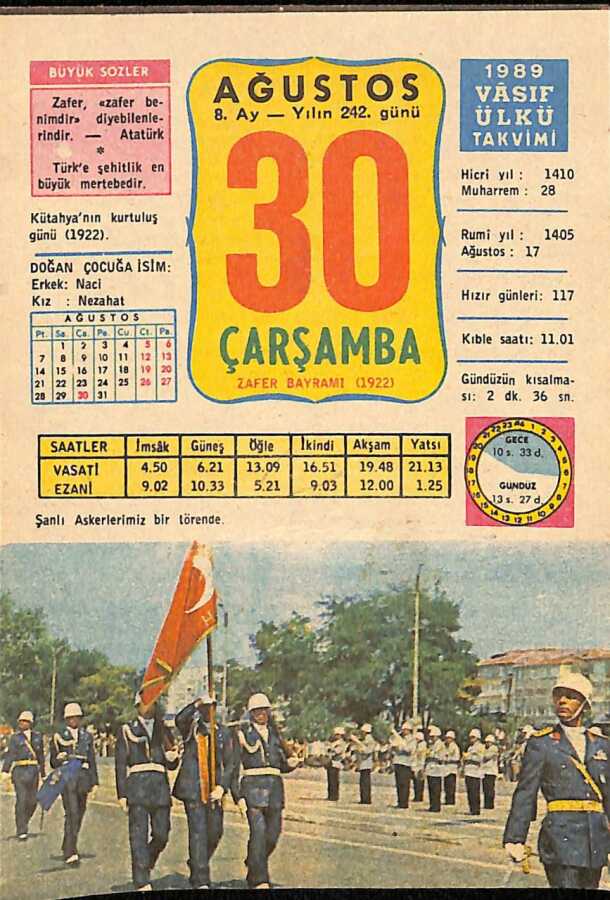 BÜYÜK SÖZLER
Zafer, «zafer be-
nimdir» diyebilenle-
rindir. — Atatürk
*
Türk'e şehitlik en
büyük mertebedir.
Kütahya'nın kurtuluş
günü (1922).
DOĞAN ÇOCUĞA İSİM:
Erkek: Naci
Kız : Nezahat
AĞUSTOS
Pt. Sa. Ça. Pe. Cu. Ct. Pa.
1 2 3 4 5 6
7 8 9 10 11 12 13
14 15 16 17 18 19 20
21 22 23 24 25 26 27
28 29 30 31
AĞUSTOS
8. Ay — Yılın 242. günü
30
ÇARŞAMBA
ZAFER BAYRAMI (1922)
1989
VÂSIF
ÜLKÜ
TAKVİMİ
Hicri yıl : 1410
Muharrem : 28
Rumi yıl : 1405
Ağustos : 17
Hızır günleri: 117
Kıble saatı: 11.01
Gündüzün kısalma-
sı: 2 dk. 36 sn.
SAATLER İmsâk Güneş Öğle İkindi Akşam Yatsı
VASATİ 4.50 6.21 13.09 16.51 19.48 21.13
EZANİ 9.02 10.33 5.21 9.03 12.00 1.25
GECE
10 s. 33 d.
GÜNDÜZ
13 s. 27 d.
Şanlı Askerlerimiz bir törende.